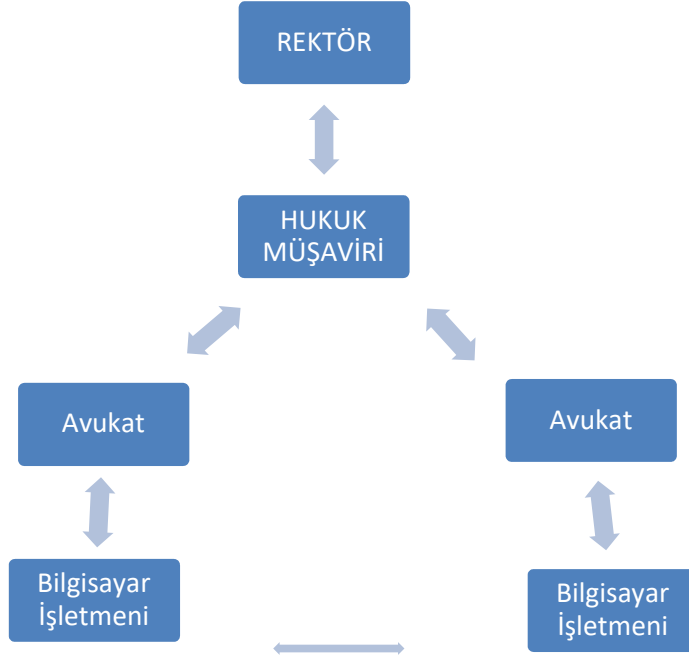 REKTÖR
HUKUK
MÜŞAVİRİ
Avukat
Avukat
Bilgisayar
İşletmeni
Bilgisayar
İşletmeni